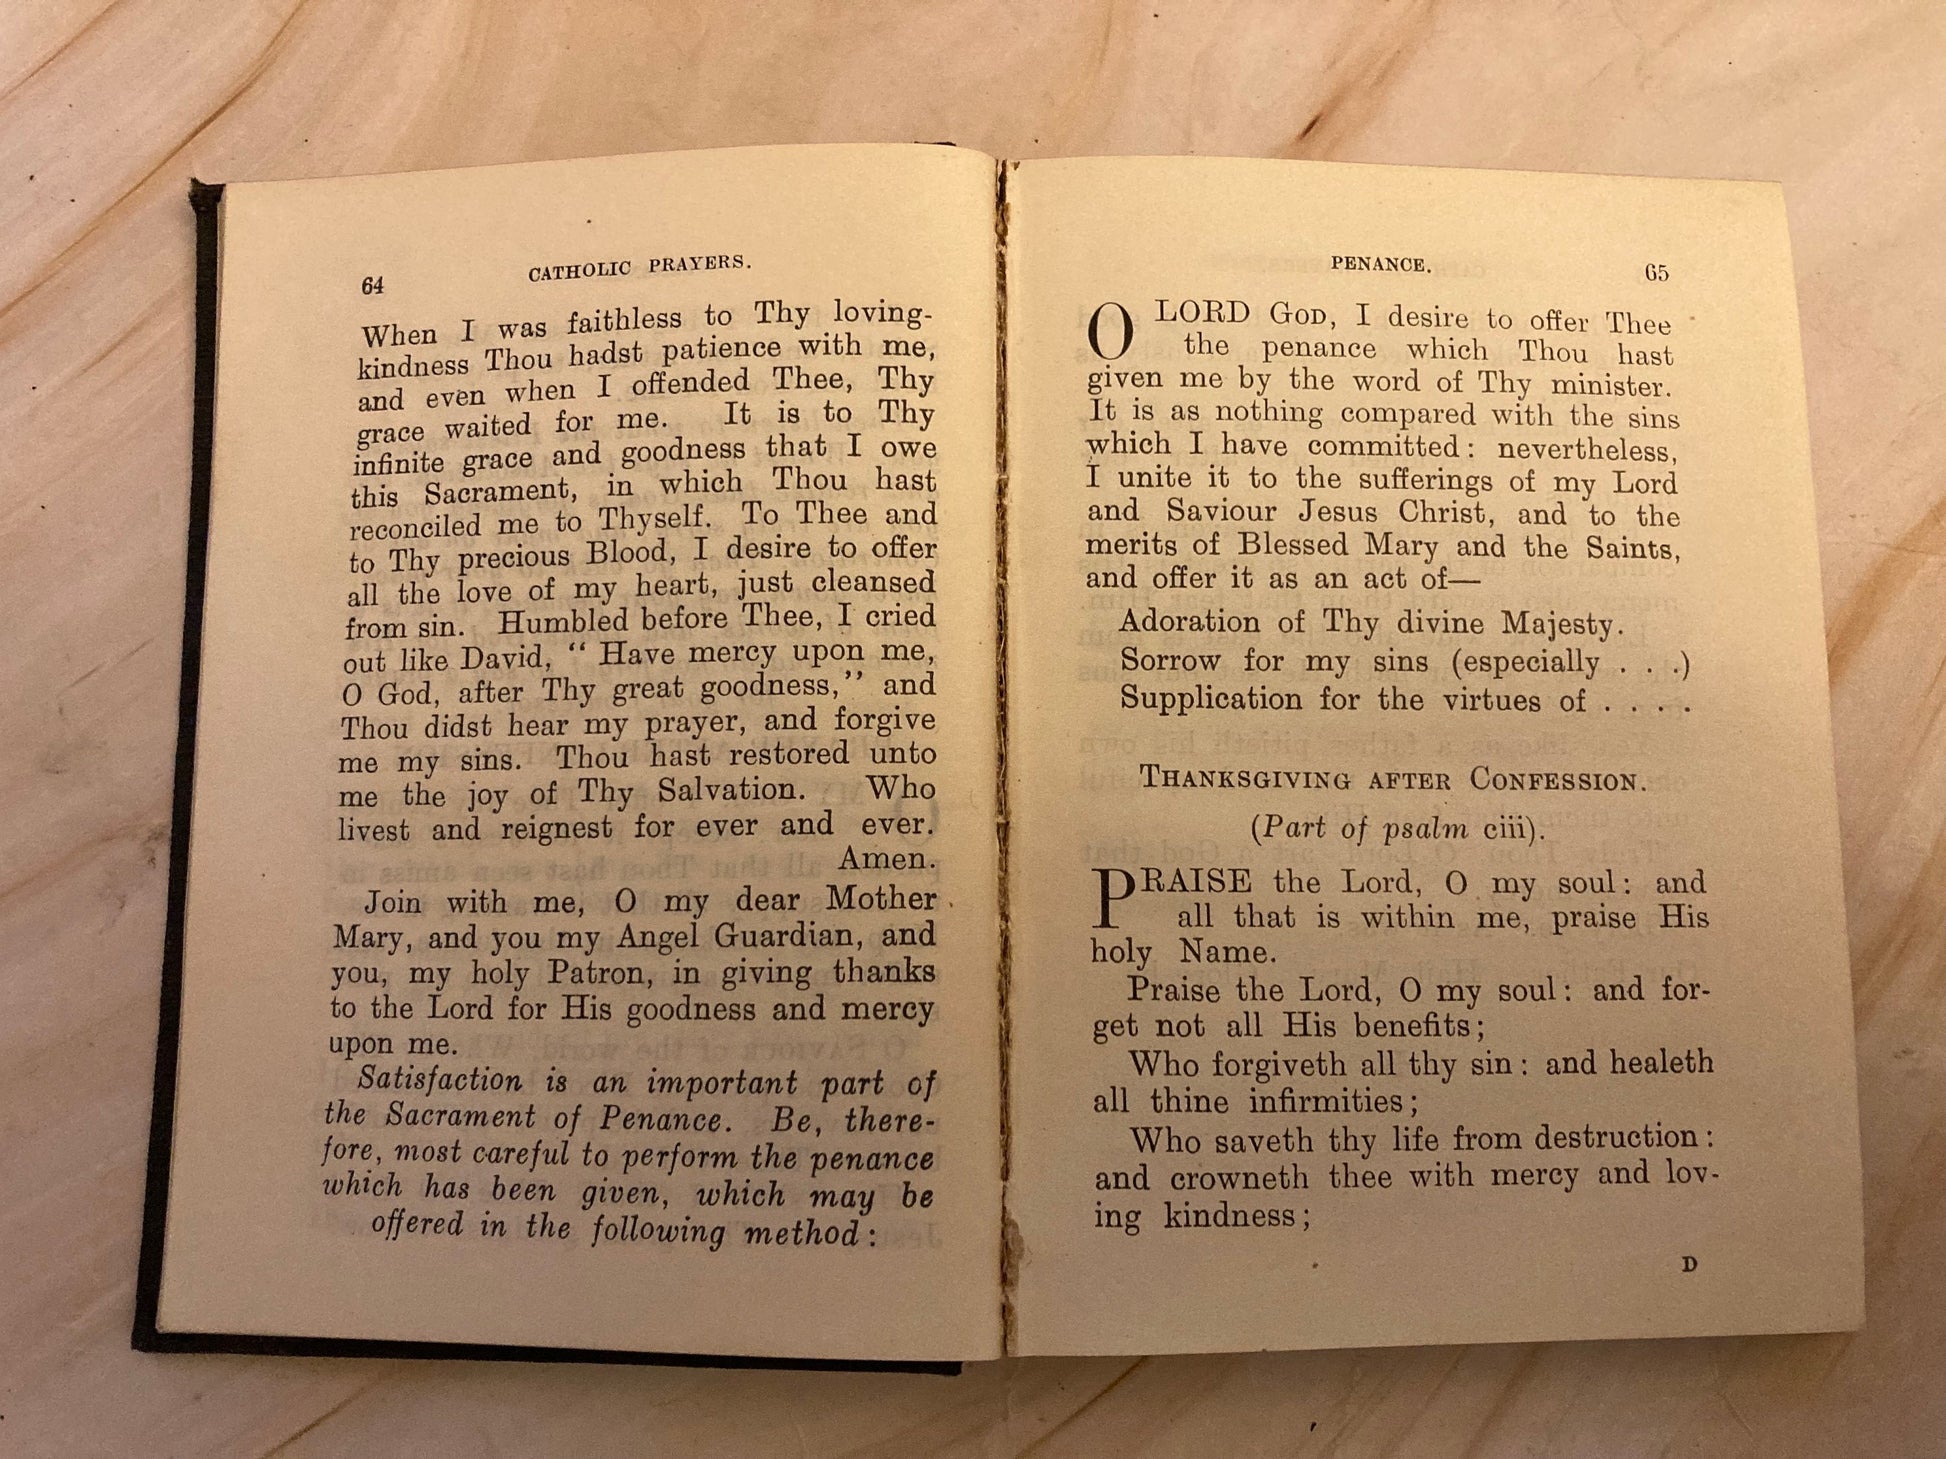 64
CATHOLIC PRAYERS.
When I was faithless to Thy loving-
kindness Thou hadst patience with me,
and even when I offended Thee, Thy
grace waited for me. It is to Thy
infinite grace and goodness that I owe
this Sacrament, in which Thou hast
reconciled me to Thyself. To Thee and
to Thy precious Blood, I desire to offer
all the love of my heart, just cleansed
from sin. Humbled before Thee, I cried
out like David, “ Have mercy upon me,
O God, after Thy great goodness,” and
Thou didst hear my prayer, and forgive
me my sins. Thou hast restored unto
me the joy of Thy Salvation. Who
livest and reignest for ever and ever.
Amen.
Join with me, O my dear Mother
Mary, and you my Angel Guardian, and
you, my holy Patron, in giving thanks
to the Lord for His goodness and mercy
upon me.
Satisfaction is an important part of
the Sacrament of Penance. Be, there-
fore, most careful to perform the penance
which has been given, which may be
offered in the following method :
PENANCE.
65
O LORD GOD, I desire to offer Thee
the penance which Thou hast
given me by the word of Thy minister.
It is as nothing compared with the sins
which I have committed : nevertheless,
I unite it to the sufferings of my Lord
and Saviour Jesus Christ, and to the
merits of Blessed Mary and the Saints,
and offer it as an act of—
Adoration of Thy divine Majesty.
Sorrow for my sins (especially . . .)
Supplication for the virtues of . . . .
THANKSGIVING AFTER CONFESSION.
(Part of psalm ciii).
PRAISE the Lord, O my soul : and
all that is within me, praise His
holy Name.
Praise the Lord, O my soul : and for-
get not all His benefits ;
Who forgiveth all thy sin : and healeth
all thine infirmities ;
Who saveth thy life from destruction :
and crowneth thee with mercy and lov-
ing kindness ;
D